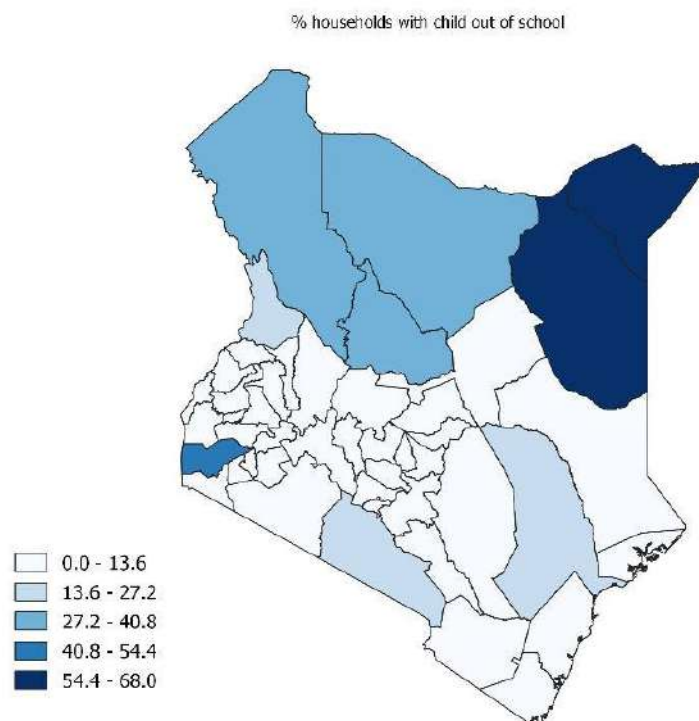 % households with child out of school
0.0 - 13.6
13.6 - 27.2
27.2 - 40.8
40.8 - 54.4
54.4 - 68.0